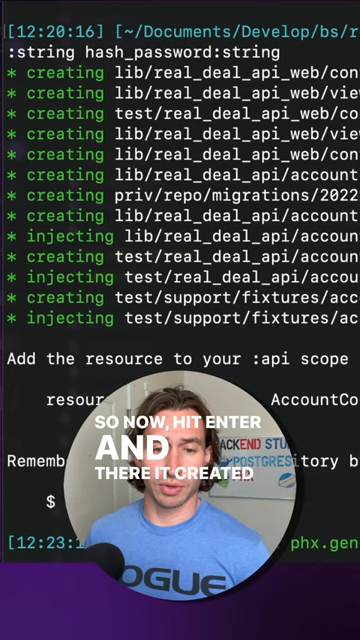 [12:20:16] [~/Documents/Develop/bs/r
:string hash_password:string
* creating lib/real_deal_api_web/con
* creating lib/real_deal_api_web/vie
* creating test/real_deal_api_web/co
* creating lib/real_deal_api_web/vie
* creating lib/real_deal_api_web/con
* creating lib/real_deal_api/account
* creating priv/repo/migrations/2022
* creating lib/real_deal_api/account
* injecting lib/real_deal_api/accoun
* creating test/real_deal_api/accoun
* injecting test/real_deal_api/accou
* creating test/support/fixtures/acc
* injecting test/support/fixtures/ac
Add the resource to your :api scope
resour AccountCo
SO NOW, HIT ENTER
AND
THERE IT CREATED
ACKEND STU
POSTGRES
Rememb itory b
$
[12:23:1 phx.gen
OGUE